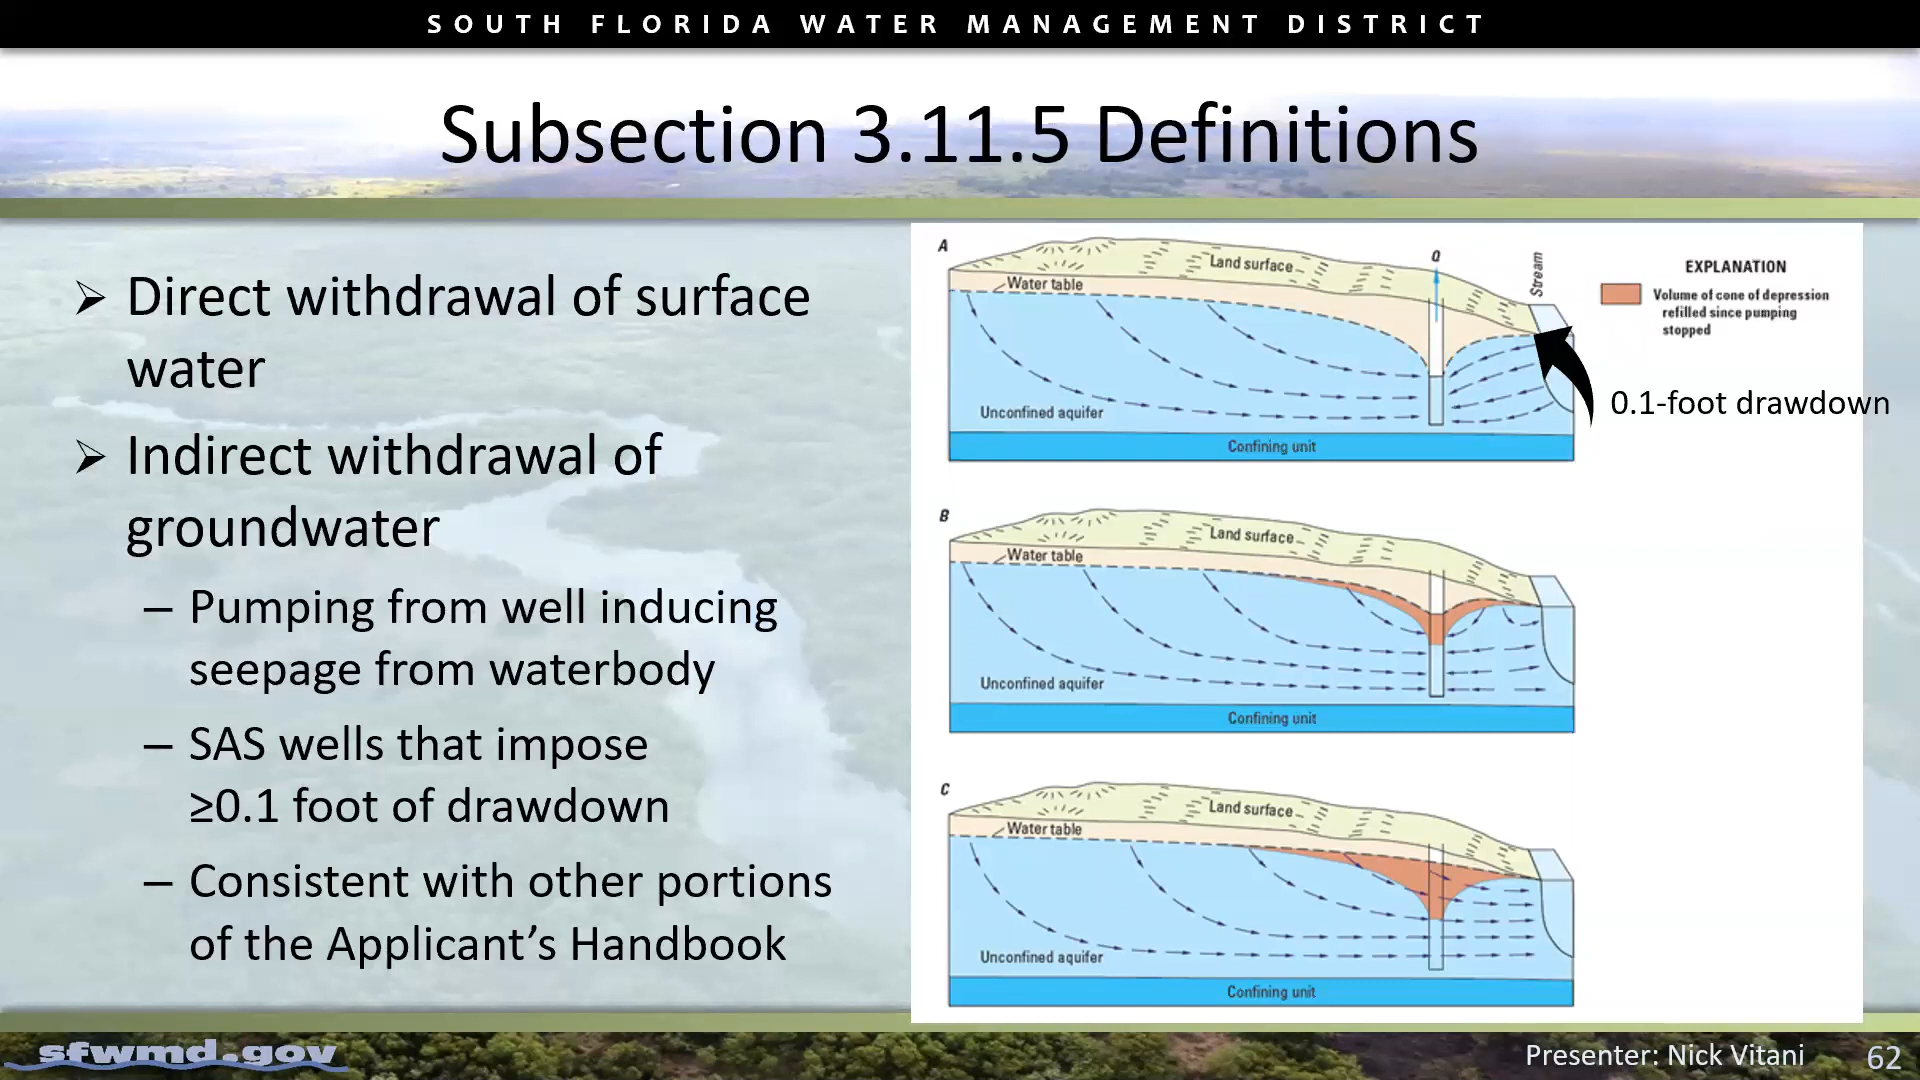 SOUTH FLORIDA WATER MANAGEMENT DISTRICT
Subsection 3.11.5 Definitions
➢ Direct withdrawal of surface
water
➢ Indirect withdrawal of
groundwater
– Pumping from well inducing
seepage from waterbody
– SAS wells that impose
≥0.1 foot of drawdown
– Consistent with other portions
of the Applicant’s Handbook
A
Land surface
Water table
Q
Stream
Unconfined aquifer
Confining unit
EXPLANATION
Volume of cone of depression
refilled since pumping
stopped
0.1-foot drawdown
B
Land surface
Water table
Unconfined aquifer
Confining unit
C
Land surface
Water table
Unconfined aquifer
Confining unit
sfwmd.gov
Presenter: Nick Vitani
62